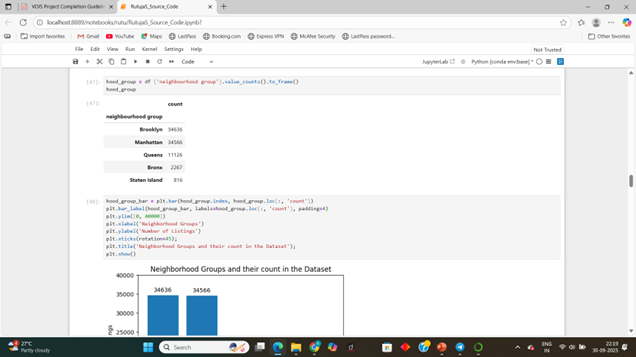 VOIS Project Completion Guideline
RutujaS_Source_Code
localhost:8889/notebooks/rutu/RutujaS_Source_Code.ipynb?
Import favorites Gmail YouTube Maps LastPass Booking.com Express VPN McAfee Security LastPass password... Other favorites
File Edit View Run Kernel Settings Help Not Trusted
Code JupyterLab Python [conda env:base] *
[47]: hood_group = df ['neighbourhood group'].value_counts().to_frame()
hood_group
[47]:
count
neighbourhood group
Brooklyn 34636
Manhattan 34566
Queens 11126
Bronx 2267
Staten Island 816
hood_group_bar = plt.bar(hood_group.index, hood_group.loc[:, 'count'])
plt.bar_label(hood_group_bar, labels=hood_group.loc[:, 'count'], padding=4)
plt.ylim([0, 40000])
plt.xlabel('Neighborhood Groups')
plt.ylabel('Number of Listings')
plt.xticks(rotation=45);
plt.title('Neighborhood Groups and their count in the Dataset');
plt.show()
Neighborhood Groups and their count in the Dataset
40000
34636 34566
35000
30000
25000
ngs
27°C
Partly cloudy
Search
ENG
IN
22:19
30-09-2025